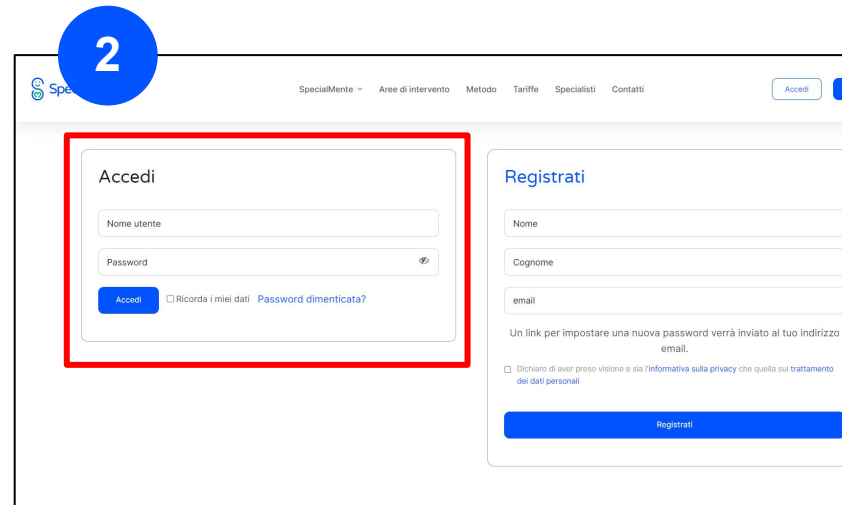 2
SpecialMente Aree di intervento Metodo Tariffe Specialisti Contatti Accedi
Accedi
Nome utente
Password
Accedi Ricorda i miei dati Password dimenticata?
Registrati
Nome
Cognome
email
Un link per impostare una nuova password verrà inviato al tuo indirizzo
email.
Dichiaro di aver preso visione e sia l'informativa sulla privacy che quella sul trattamento
dei dati personali
Registrati